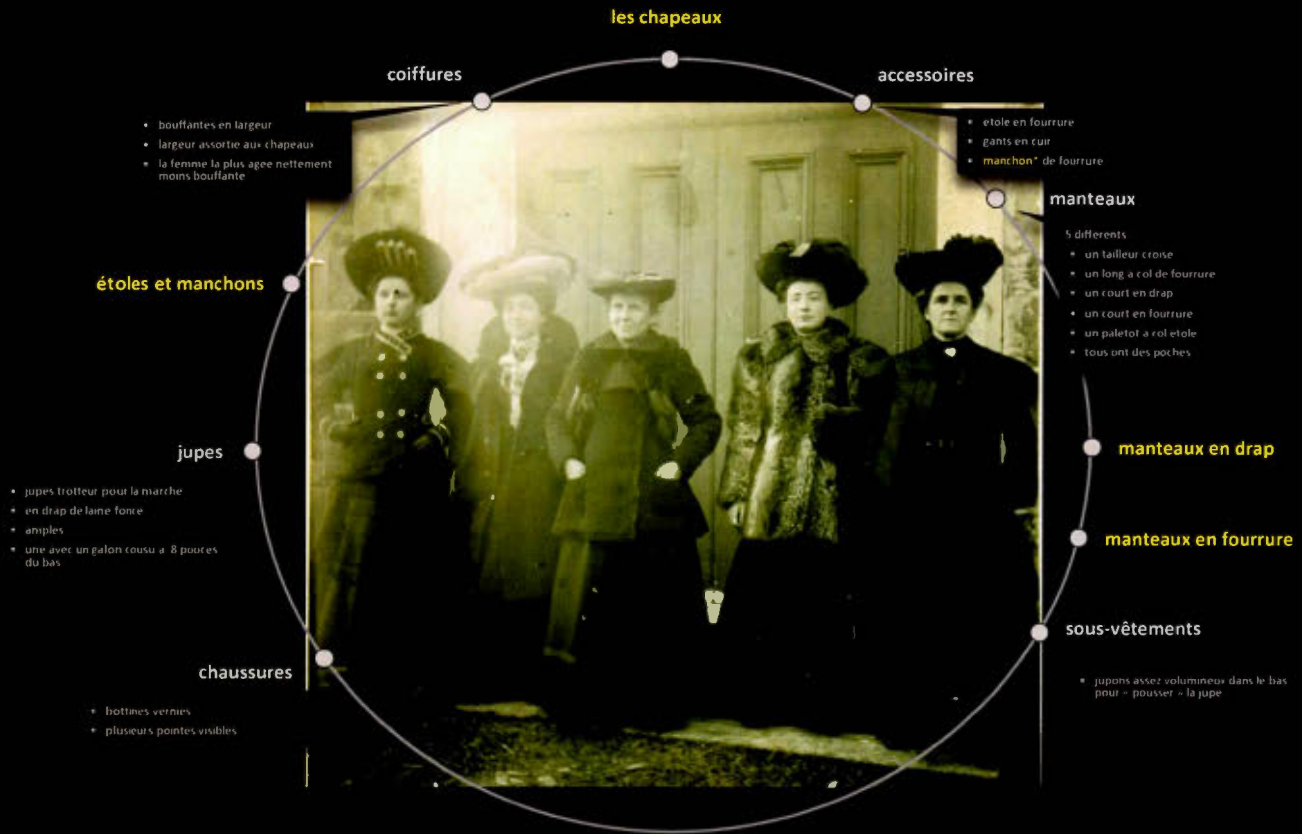 les chapeaux
coiffures
bouffantes en largeur
largeur assortie aux chapeaux
la femme la plus agee nettement
moins bouffante
accessoires
etole en fourrure
gants en cuir
manchon* de fourrure
manteaux
5 differents
un tailleur croise
un long a col de fourrure
un court en drap
un court en fourrure
un paletot a col etole
tous ont des poches
étoles et manchons
jupes
jupes trotteur pour la marche
en drap de laine fonce
amples
une avec un galon cousu a 8 pouces
du bas
manteaux en drap
manteaux en fourrure
sous-vêtements
jupons assez volumineux dans le bas
pour « pousser » la jupe
chaussures
bottines vernies
plusieurs pointes visibles